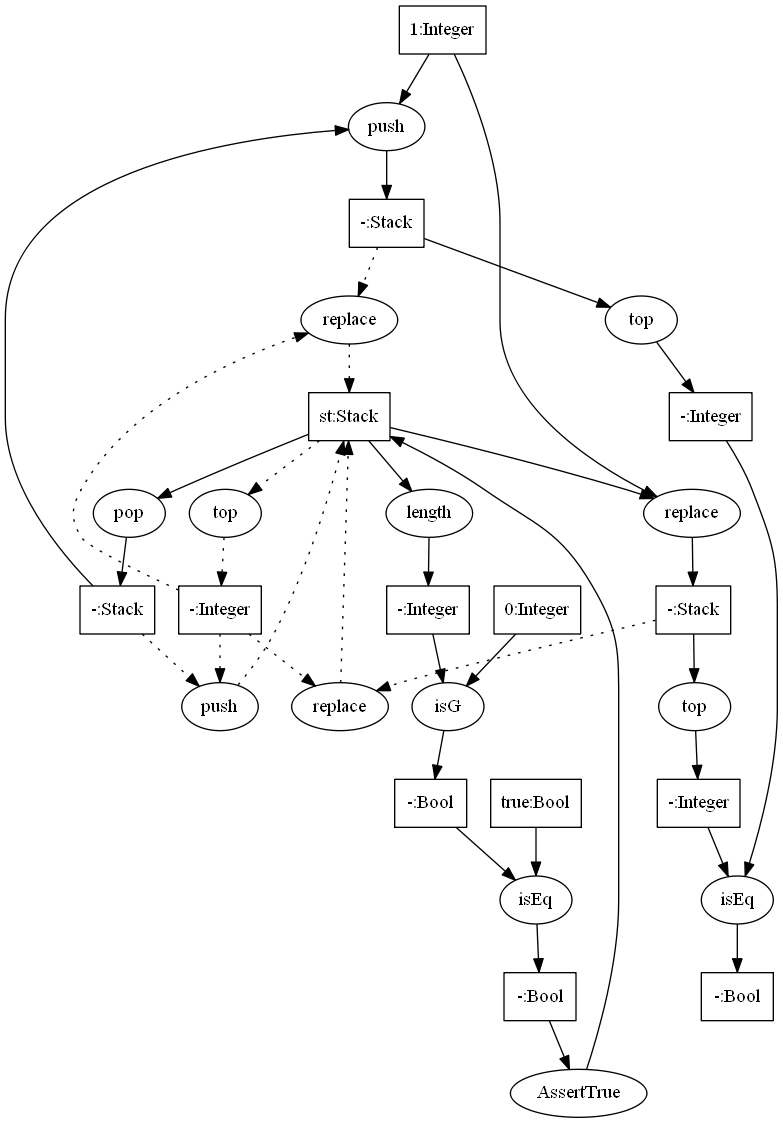 1:Integer
push
-:Stack
replace
top
st:Stack
-:Integer
pop
top
length
replace
-:Stack
-:Integer
-:Integer
0:Integer
-:Stack
push
replace
isG
top
-:Bool
true:Bool
-:Integer
isEq
isEq
-:Bool
-:Bool
AssertTrue